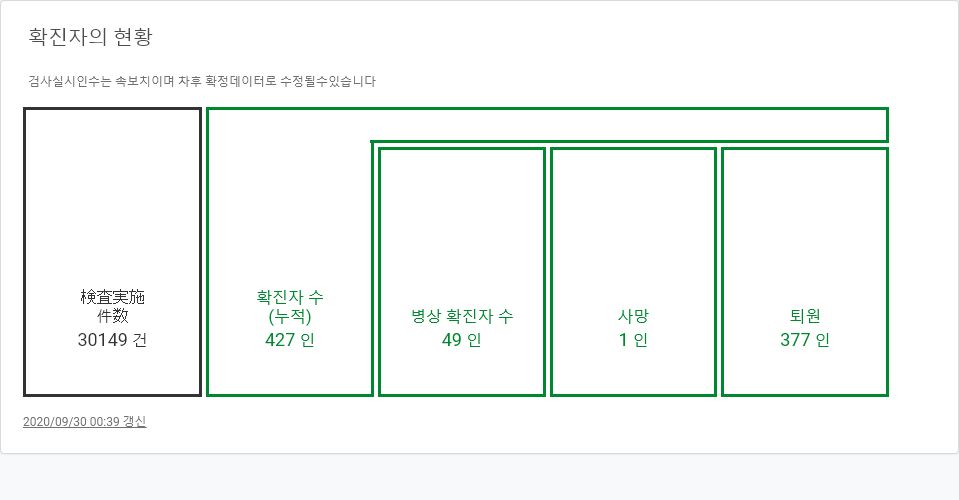 확진자의 현황
검사실시인수는 속보치이며 차후 확정데이터로 수정될수있습니다
検査実施
件数
30149 건
확진자 수
(누적)
427 인
병상 확진자 수
49 인
사망
1 인
퇴원
377 인
2020/09/30 00:39 갱신